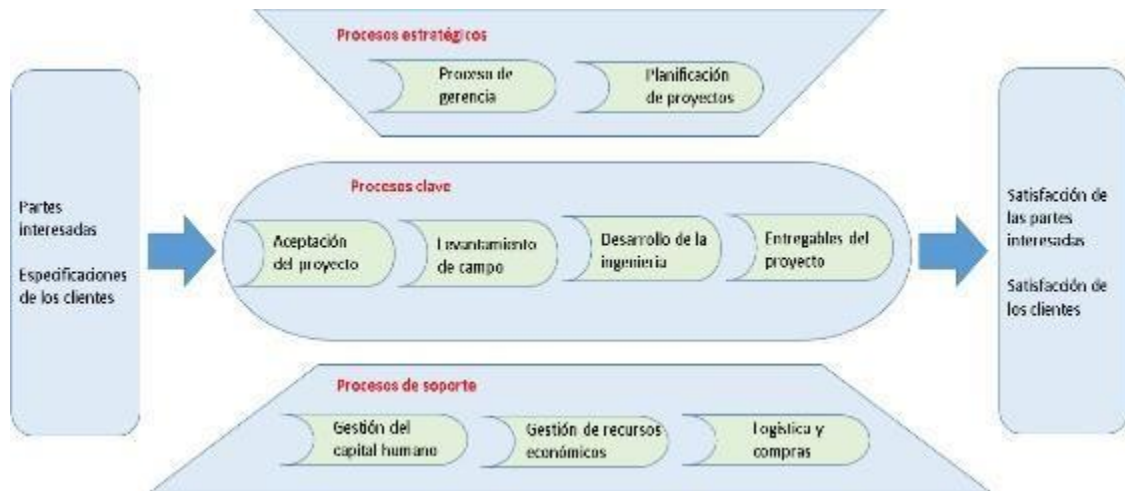 Procesos estratégicos
Proceso de
gerencia
Planificación
de proyectos
Partes
interesadas
Especificaciones
de los clientes
Procesos clave
Aceptación
del proyecto
Levantamiento
de campo
Desarrollo de la
ingeniería
Entregables del
proyecto
Satisfacción de
las partes
interesadas
Satisfacción de
los clientes
Procesos de soporte
Gestión del
capital humano
Gestión de recursos
económicos
Logística y
compras